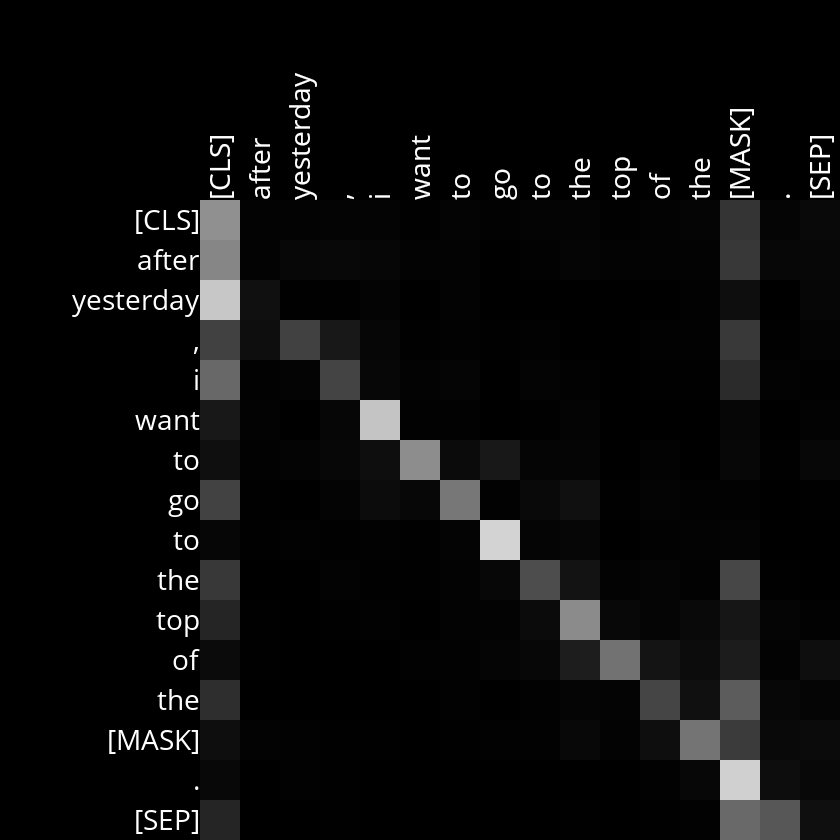 [CLS] after yesterday , i want to go to the top of the [MASK] . [SEP]
[CLS]
after
yesterday
,
i
want
to
go
to
the
top
of
the
[MASK]
.
[SEP]